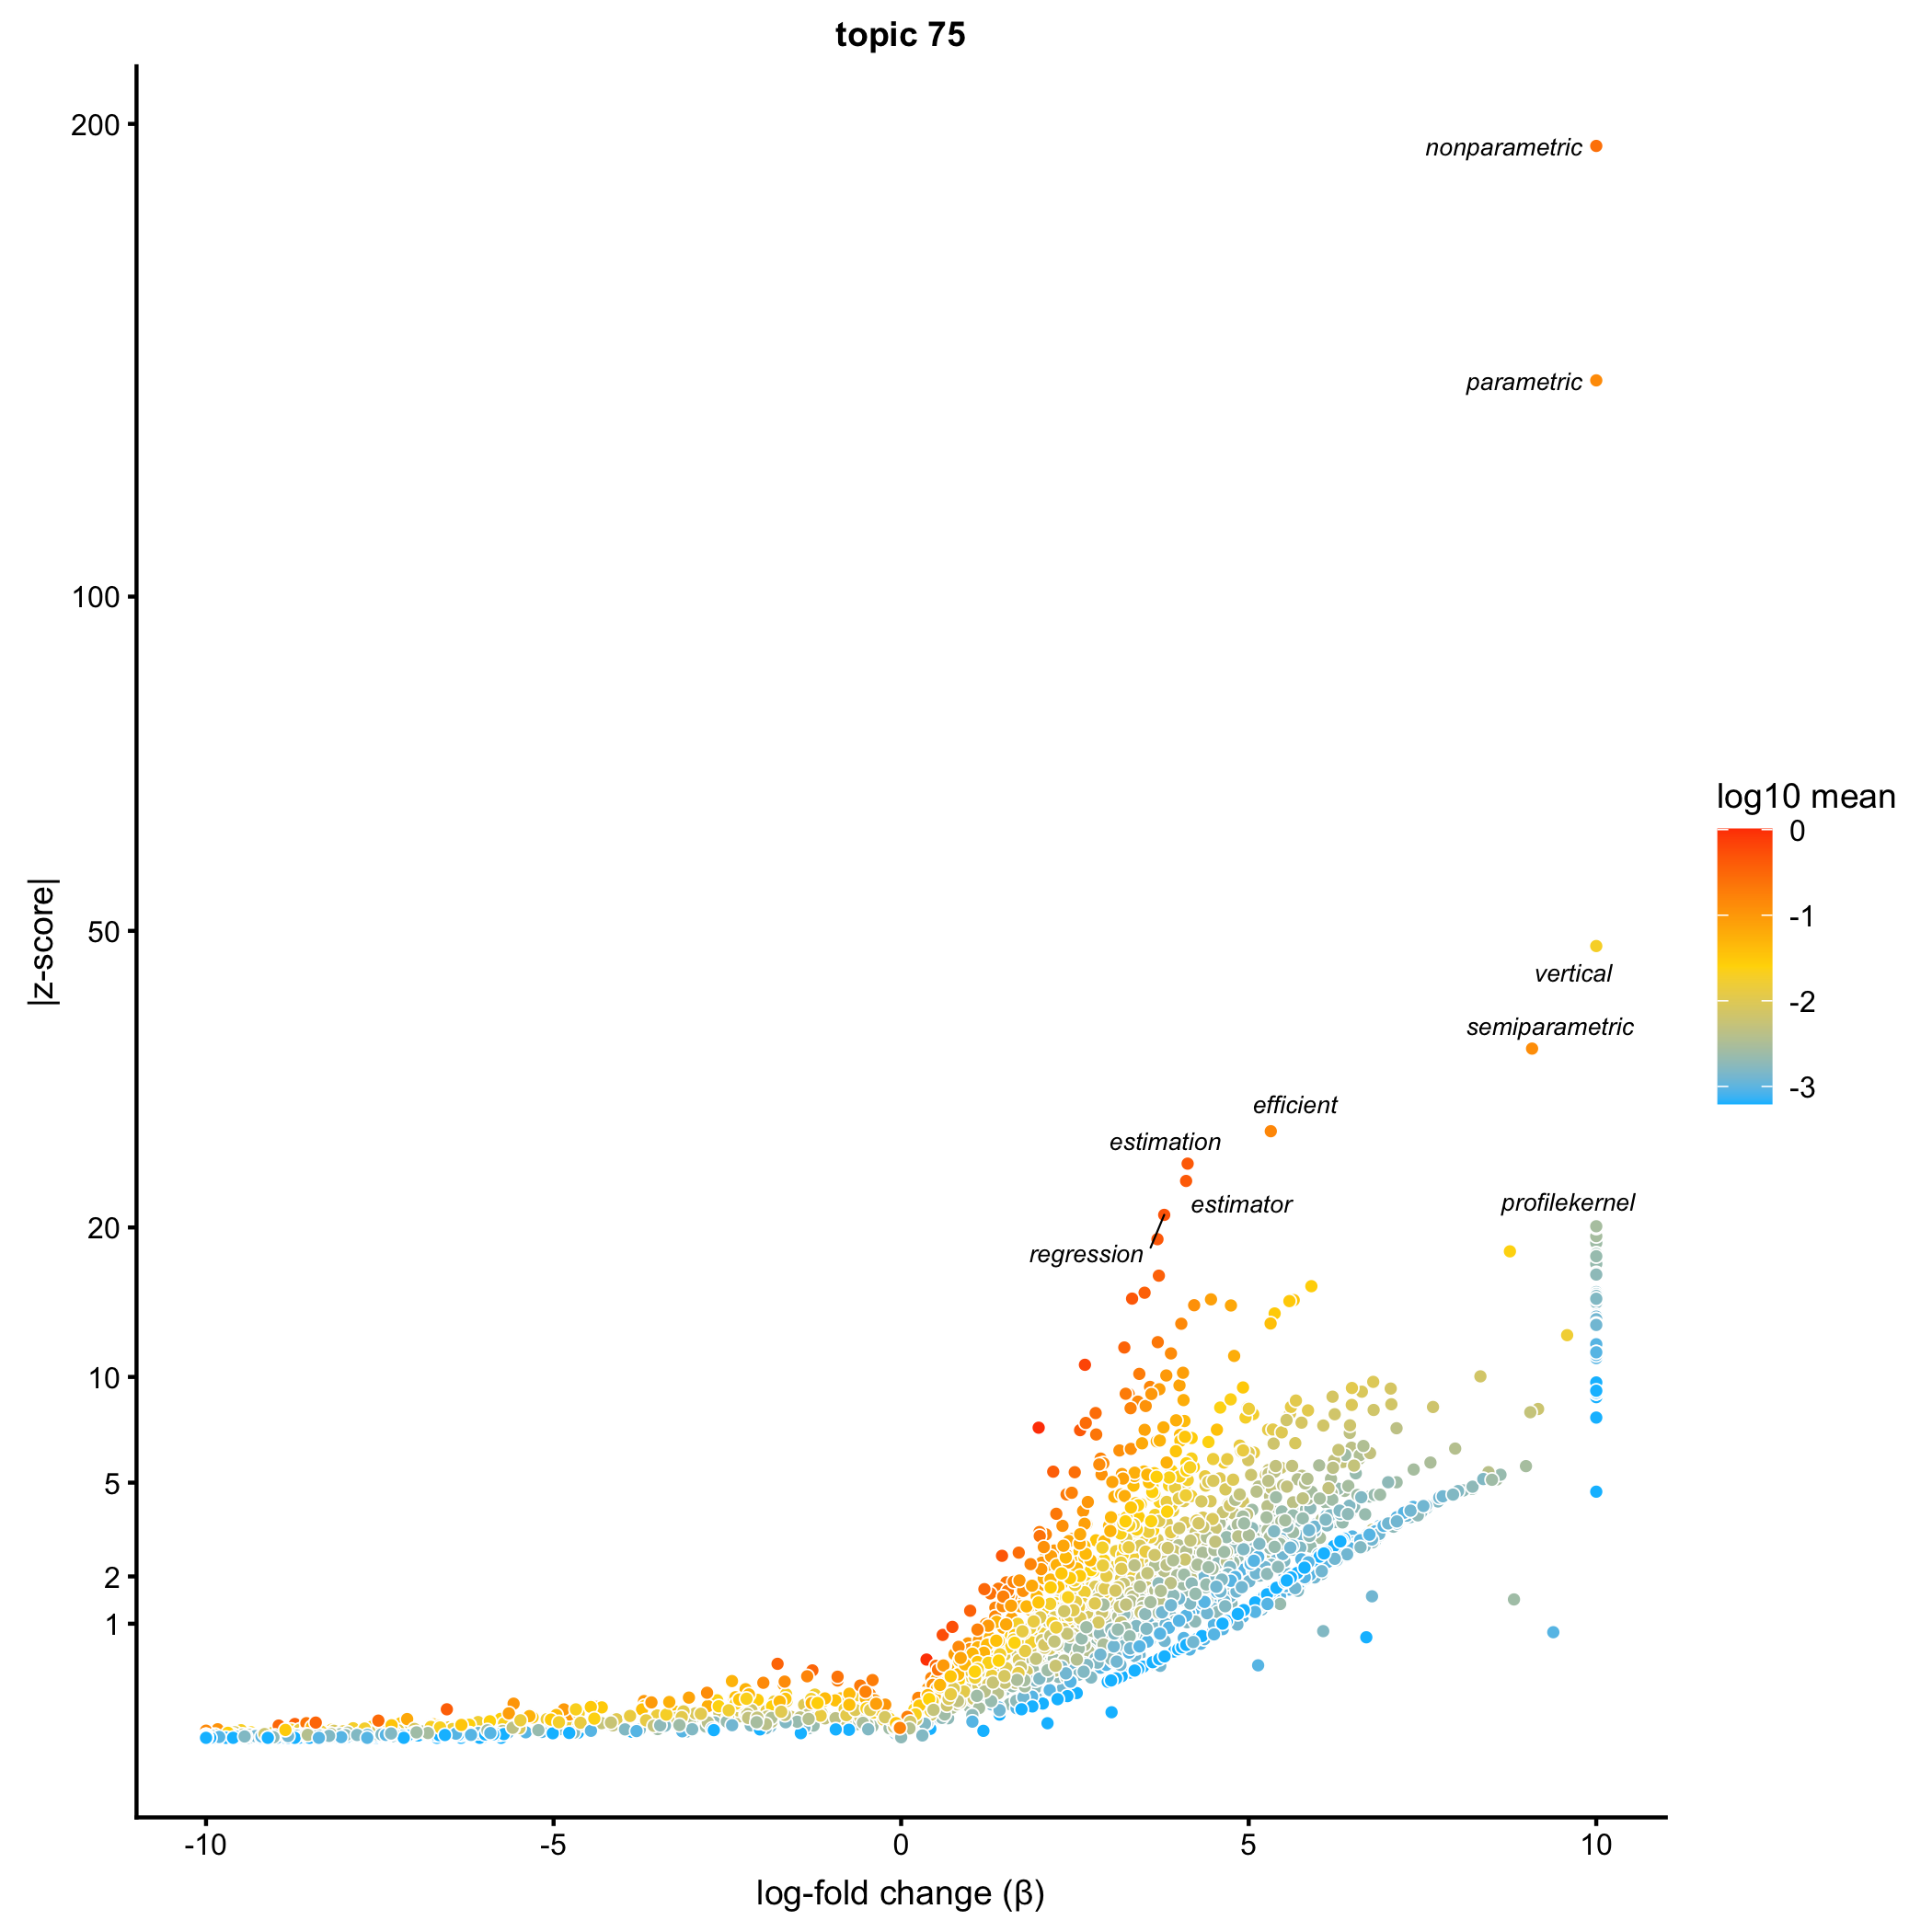 topic 75
200
100
50
20
10
5
2
1
|z-score|
nonparametric
parametric
vertical
semiparametric
efficient
estimation
estimator
profilekernel
regression
log10 mean
0
-1
-2
-3
-10
-5
0
5
10
log-fold change (β)